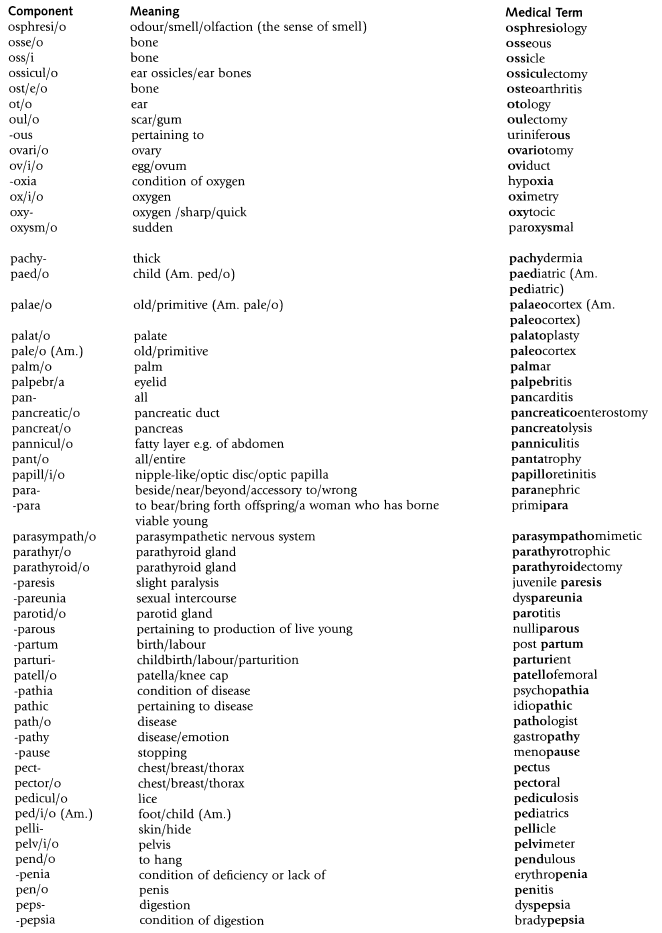 Component Meaning Medical Term
osphresi/o odour/smell/olfaction (the sense of smell) osphresiology
osse/o bone osseous
oss/i bone ossicle
ossicul/o ear ossicles/ear bones ossiculectomy
ost/e/o bone osteoarthritis
ot/o ear otology
oul/o scar/gum oulectomy
-ous pertaining to uriniferous
ovari/o ovary ovariotomy
ov/i/o egg/ovum oviduct
-oxia condition of oxygen hypoxia
ox/i/o oxygen oximetry
oxy- oxygen /sharp/quick oxytocic
oxysm/o sudden paroxysmal
pachy- thick pachydermia
paed/o child (Am. ped/o) paediatric (Am.
pediatric)
palae/o old/primitive (Am. pale/o) palaeocortex (Am.
paleocortex)
palat/o palate palatoplasty
pale/o (Am.) old/primitive paleocortex
palm/o palm palmar
palpebr/a eyelid palpebritis
pan- all pancarditis
pancreatic/o pancreatic duct pancreaticoenterostomy
pancreat/o pancreas pancreatolysis
pannicul/o fatty layer e.g. of abdomen panniculitis
pant/o all/entire pantatrophy
papill/i/o nipple-like/optic disc/optic papilla papilloretinitis
para- beside/near/beyond/accessory to/wrong paranephric
-para to bear/bring forth offspring/a woman who has borne primipara
viable young
parasympath/o parasympathetic nervous system parasympathomimetic
parathyr/o parathyroid gland parathyrotrophic
parathyroid/o parathyroid gland parathyroidectomy
-paresis slight paralysis juvenile paresis
-pareunia sexual intercourse dyspareunia
parotid/o parotid gland parotitis
-parous pertaining to production of live young nulliparous
-partum birth/labour post partum
parturi- childbirth/labour/parturition parturient
patell/o patella/knee cap patellofemoral
-pathia condition of disease psychopathia
pathic pertaining to disease idiopathic
path/o disease pathologist
-pathy disease/emotion gastropathy
-pause stopping menopause
pect- chest/breast/thorax pectus
pector/o chest/breast/thorax pectoral
pedicul/o lice pediculosis
ped/i/o (Am.) foot/child (Am.) pediatrics
pelli- skin/hide pellicle
pelv/i/o pelvis pelvimeter
pend/o to hang pendulous
-penia condition of deficiency or lack of erythropenia
pen/o penis penitis
peps- digestion dyspepsia
-pepsia condition of digestion bradypepsia